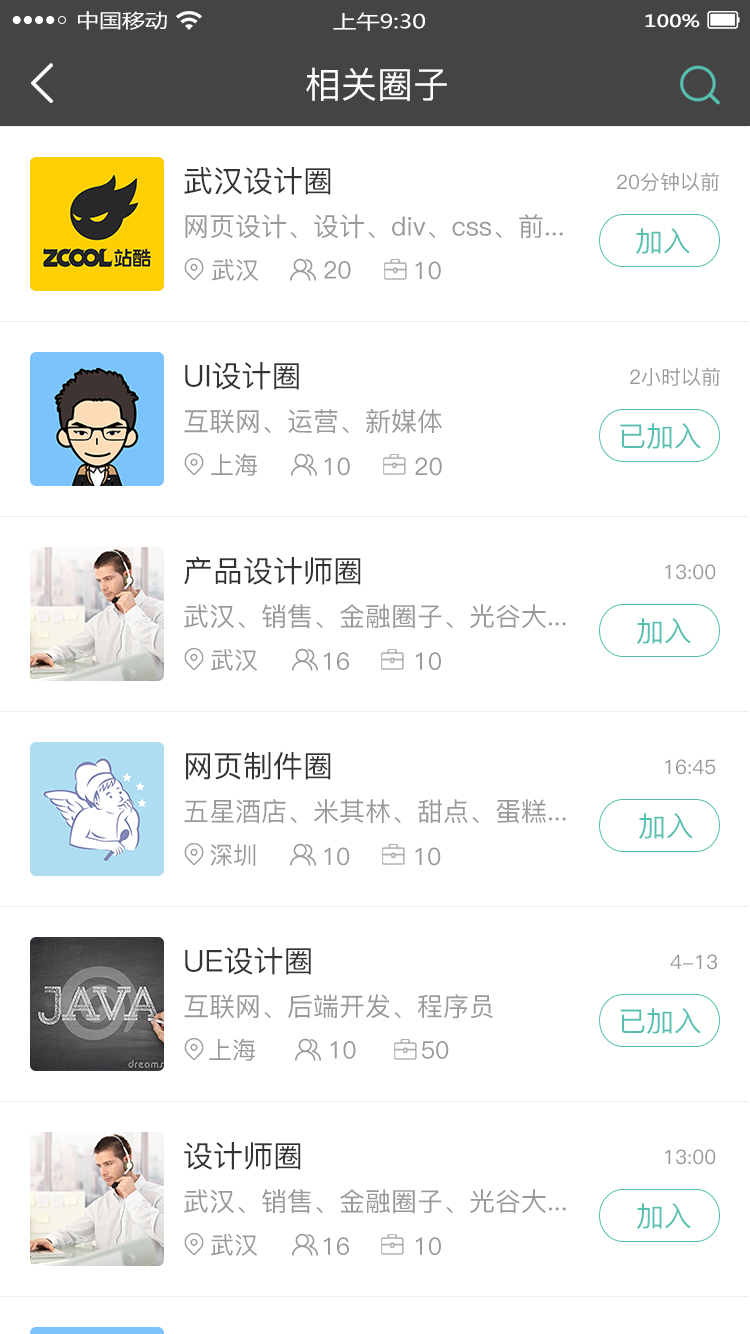 中国移动 上午9:30 100%
相关圈子
ZCOOL站酷
武汉设计圈 20分钟以前
网页设计、设计、div、css、前...
加入
武汉 20 10
UI设计圈 2小时以前
互联网、运营、新媒体
已加入
上海 10 20
产品设计师圈 13:00
武汉、销售、金融圈子、光谷大...
加入
武汉 16 10
网页制件圈 16:45
五星酒店、米其林、甜点、蛋糕...
加入
深圳 10 10
UE设计圈 4-13
JAVA
互联网、后端开发、程序员
已加入
上海 10 50
dreams
设计师圈 13:00
武汉、销售、金融圈子、光谷大...
加入
武汉 16 10